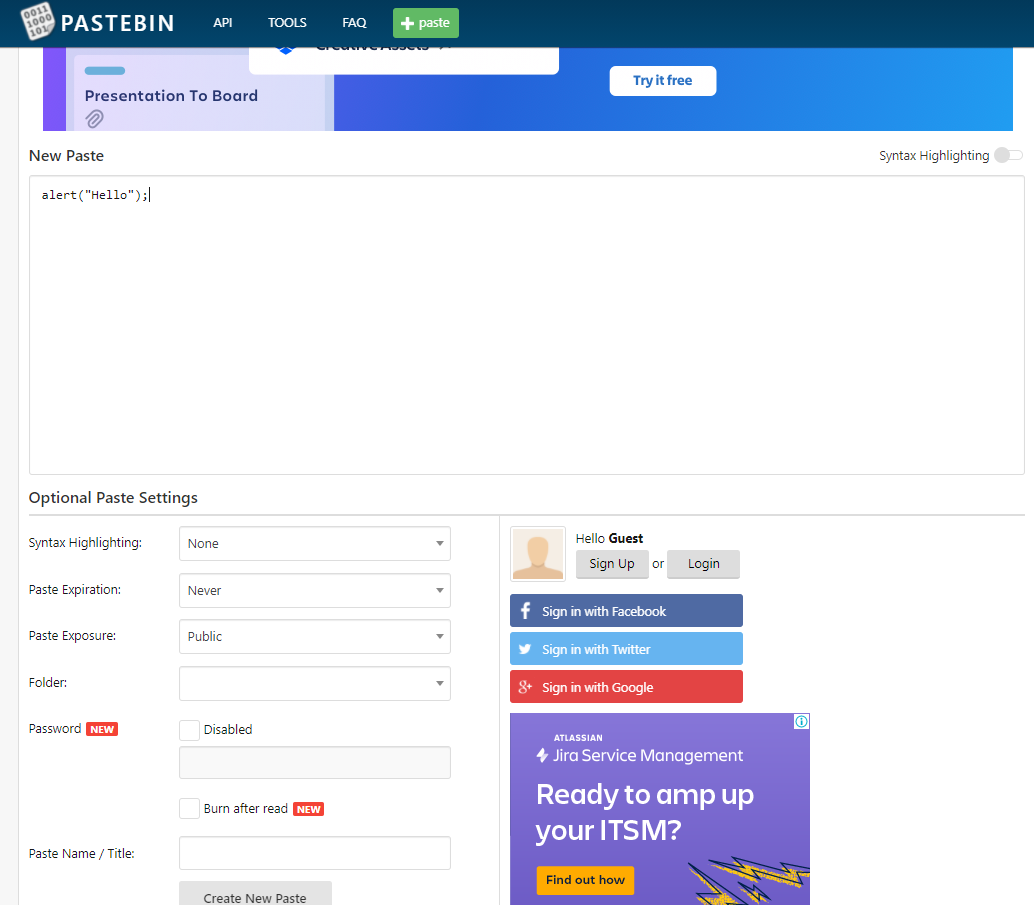 PASTEBIN API TOOLS FAQ + paste
Creative Assets
Presentation To Board
Try it free
New Paste
Syntax Highlighting
alert("Hello");
Optional Paste Settings
Syntax Highlighting: None
Paste Expiration: Never
Paste Exposure: Public
Folder:
Password NEW Disabled
Burn after read NEW
Paste Name / Title:
Create New Paste
Hello Guest
Sign Up or Login
Sign in with Facebook
Sign in with Twitter
Sign in with Google
ATLASSIAN
Jira Service Management
Ready to amp up
your ITSM?
Find out how